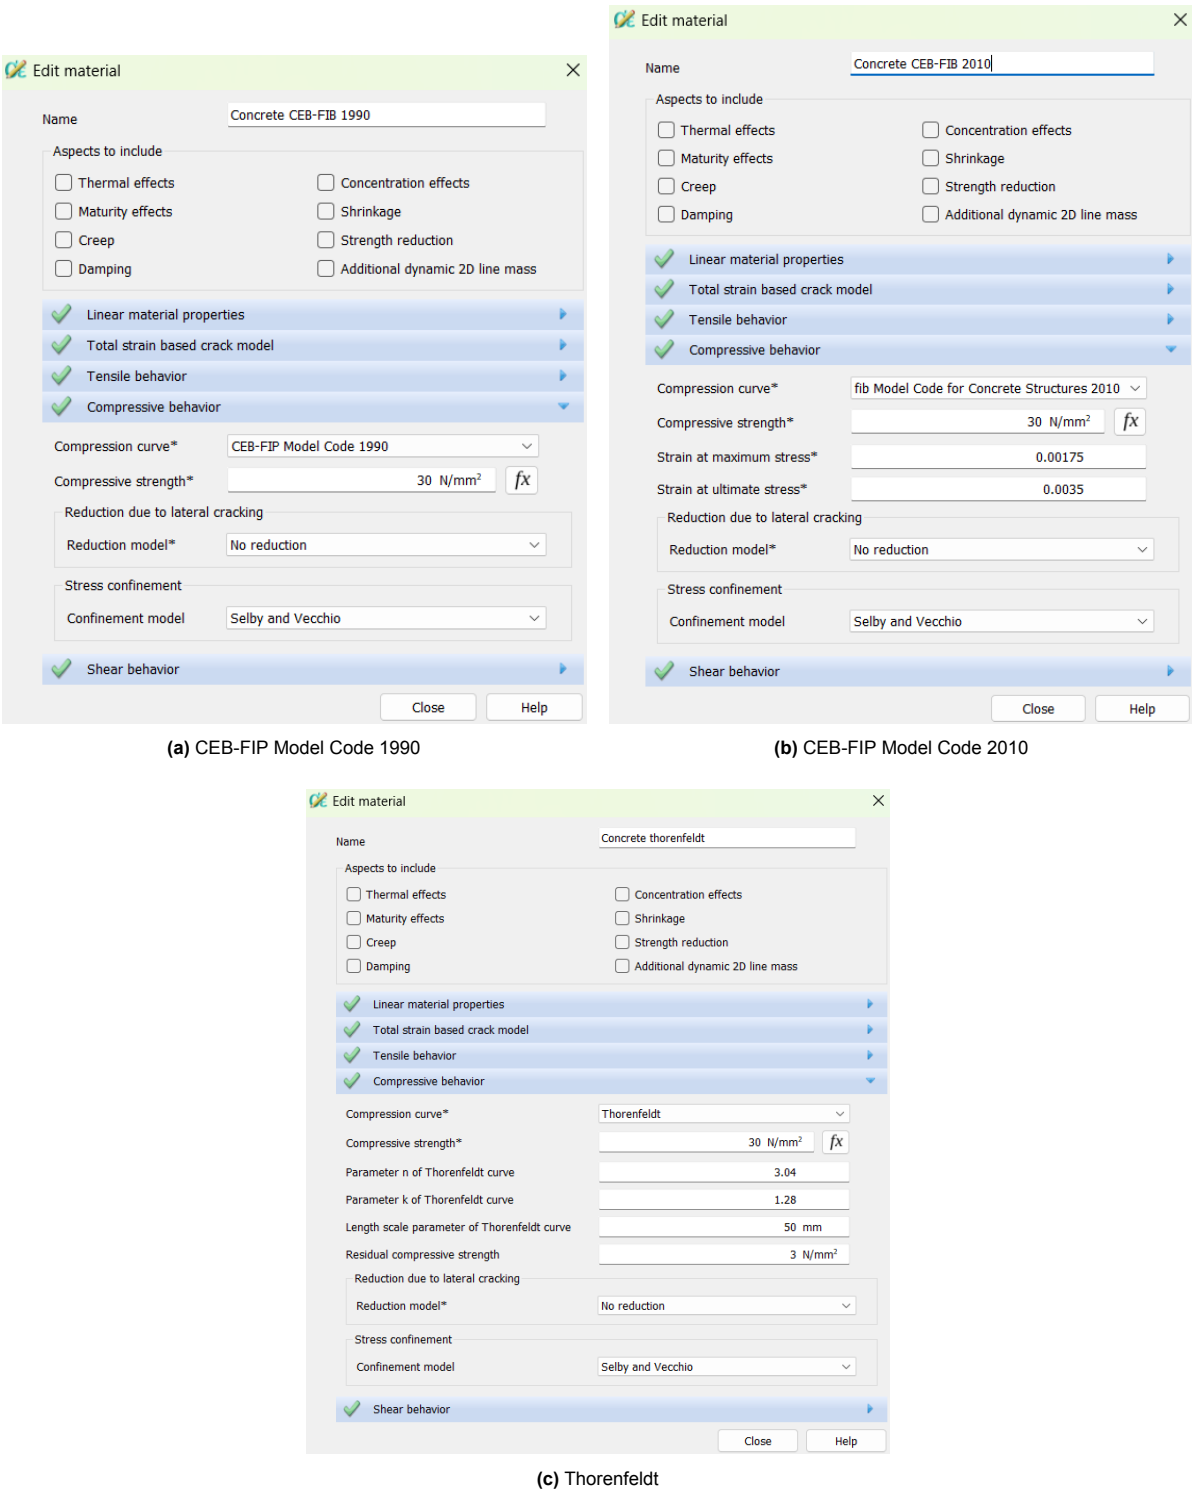 Edit material
Name
Concrete CEB-FIB 1990
Aspects to include
Thermal effects
Concentration effects
Maturity effects
Shrinkage
Creep
Strength reduction
Damping
Additional dynamic 2D line mass
Linear material properties
Total strain based crack model
Tensile behavior
Compressive behavior
Compression curve*
CEB-FIP Model Code 1990
Compressive strength*
30 N/mm²
fx
Reduction due to lateral cracking
Reduction model*
No reduction
Stress confinement
Confinement model
Selby and Vecchio
Shear behavior
Close
Help
(a) CEB-FIP Model Code 1990
Edit material
Name
Concrete CEB-FIB 2010
Aspects to include
Thermal effects
Concentration effects
Maturity effects
Shrinkage
Creep
Strength reduction
Damping
Additional dynamic 2D line mass
Linear material properties
Total strain based crack model
Tensile behavior
Compressive behavior
Compression curve*
fib Model Code for Concrete Structures 2010
Compressive strength*
30 N/mm²
fx
Strain at maximum stress*
0.00175
Strain at ultimate stress*
0.0035
Reduction due to lateral cracking
Reduction model*
No reduction
Stress confinement
Confinement model
Selby and Vecchio
Shear behavior
Close
Help
(b) CEB-FIP Model Code 2010
Edit material
Name
Concrete thorenfeldt
Aspects to include
Thermal effects
Concentration effects
Maturity effects
Shrinkage
Creep
Strength reduction
Damping
Additional dynamic 2D line mass
Linear material properties
Total strain based crack model
Tensile behavior
Compressive behavior
Compression curve*
Thorenfeldt
Compressive strength*
30 N/mm²
fx
Parameter n of Thorenfeldt curve
3.04
Parameter k of Thorenfeldt curve
1.28
Length scale parameter of Thorenfeldt curve
50 mm
Residual compressive strength
3 N/mm²
Reduction due to lateral cracking
Reduction model*
No reduction
Stress confinement
Confinement model
Selby and Vecchio
Shear behavior
Close
Help
(c) Thorenfeldt